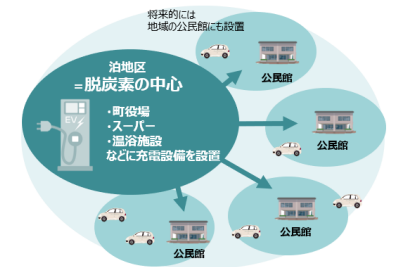 将来的には
地域の公民館にも設置
泊地区
=脱炭素の中心
EV
・町役場
・スーパー
・温浴施設
などに充電設備を設置
公民館
公民館
公民館
公民館